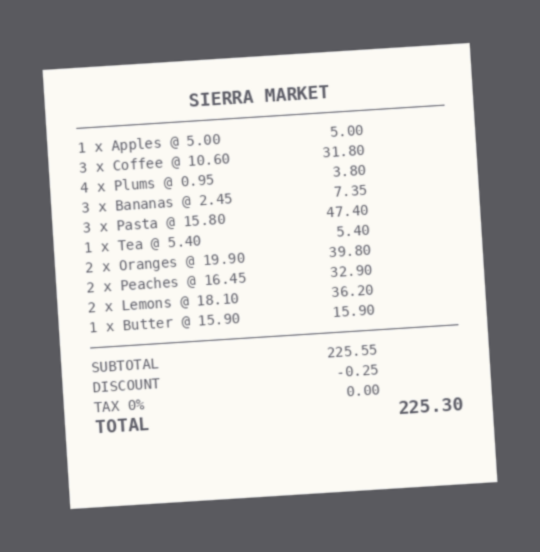 SIERRA MARKET
1 x Apples @ 5.00 5.00
3 x Coffee @ 10.60 31.80
4 x Plums @ 0.95 3.80
3 x Bananas @ 2.45 7.35
3 x Pasta @ 15.80 47.40
1 x Tea @ 5.40 5.40
2 x Oranges @ 19.90 39.80
2 x Peaches @ 16.45 32.90
2 x Lemons @ 18.10 36.20
1 x Butter @ 15.90 15.90
SUBTOTAL 225.55
DISCOUNT -0.25
TAX 0% 0.00
TOTAL 225.30